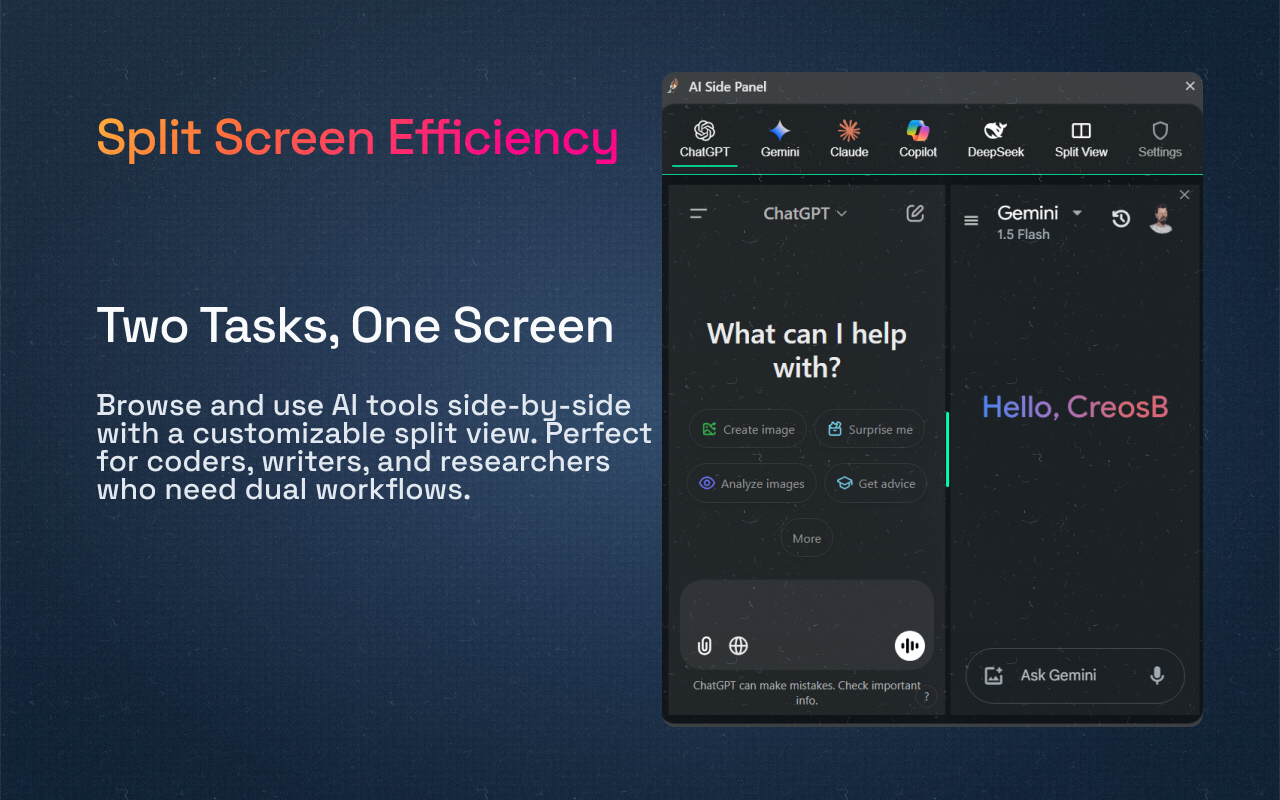 Split Screen Efficiency
Two Tasks, One Screen
Browse and use AI tools side-by-side
with a customizable split view. Perfect
for coders, writers, and researchers
who need dual workflows.
AI Side Panel
ChatGPT
Gemini
Claude
Copilot
DeepSeek
Split View
Settings
ChatGPT
What can I help
with?
Create image
Surprise me
Analyze images
Get advice
More
ChatGPT can make mistakes. Check important
info.
?
Gemini
1.5 Flash
Hello, CreosB
Ask Gemini